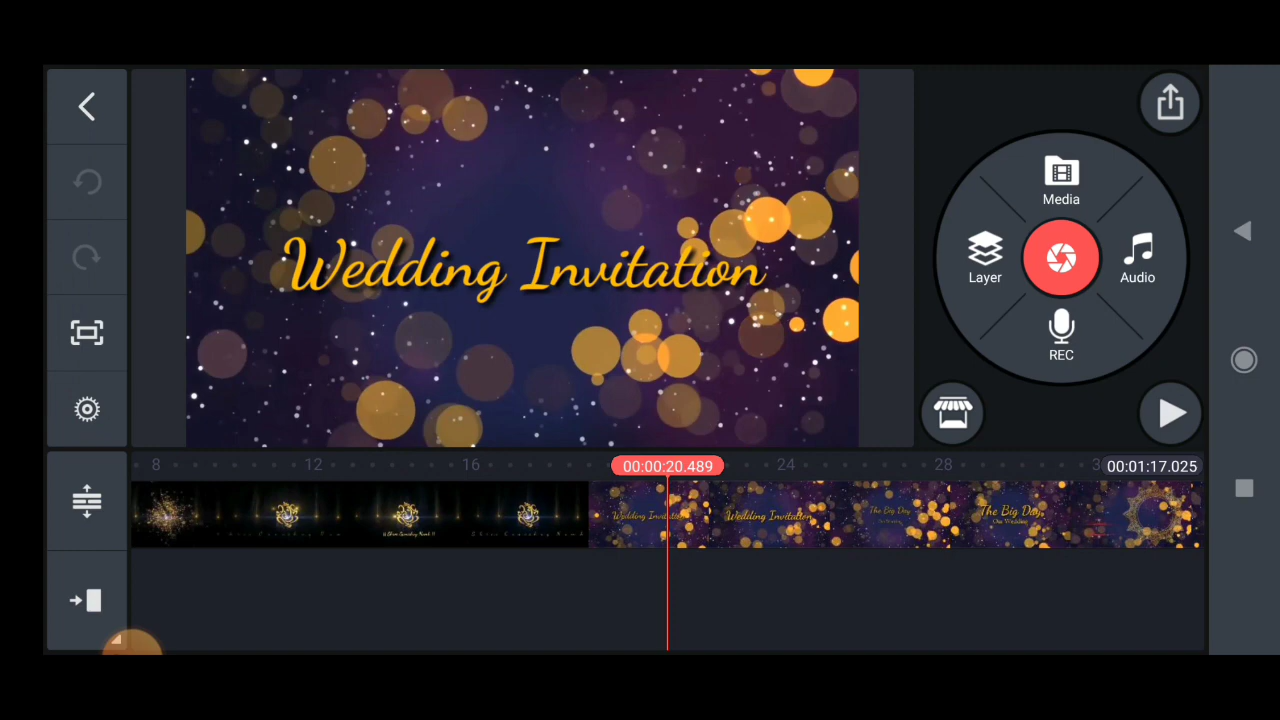 Wedding Invitation
Media
Layer
Audio
REC
8
12
16
00:00:20.489
24
28
3
00:01:17.025
Wedding Invitation
Wedding Invitation
The Big Day
The Big Day
Our Wedding